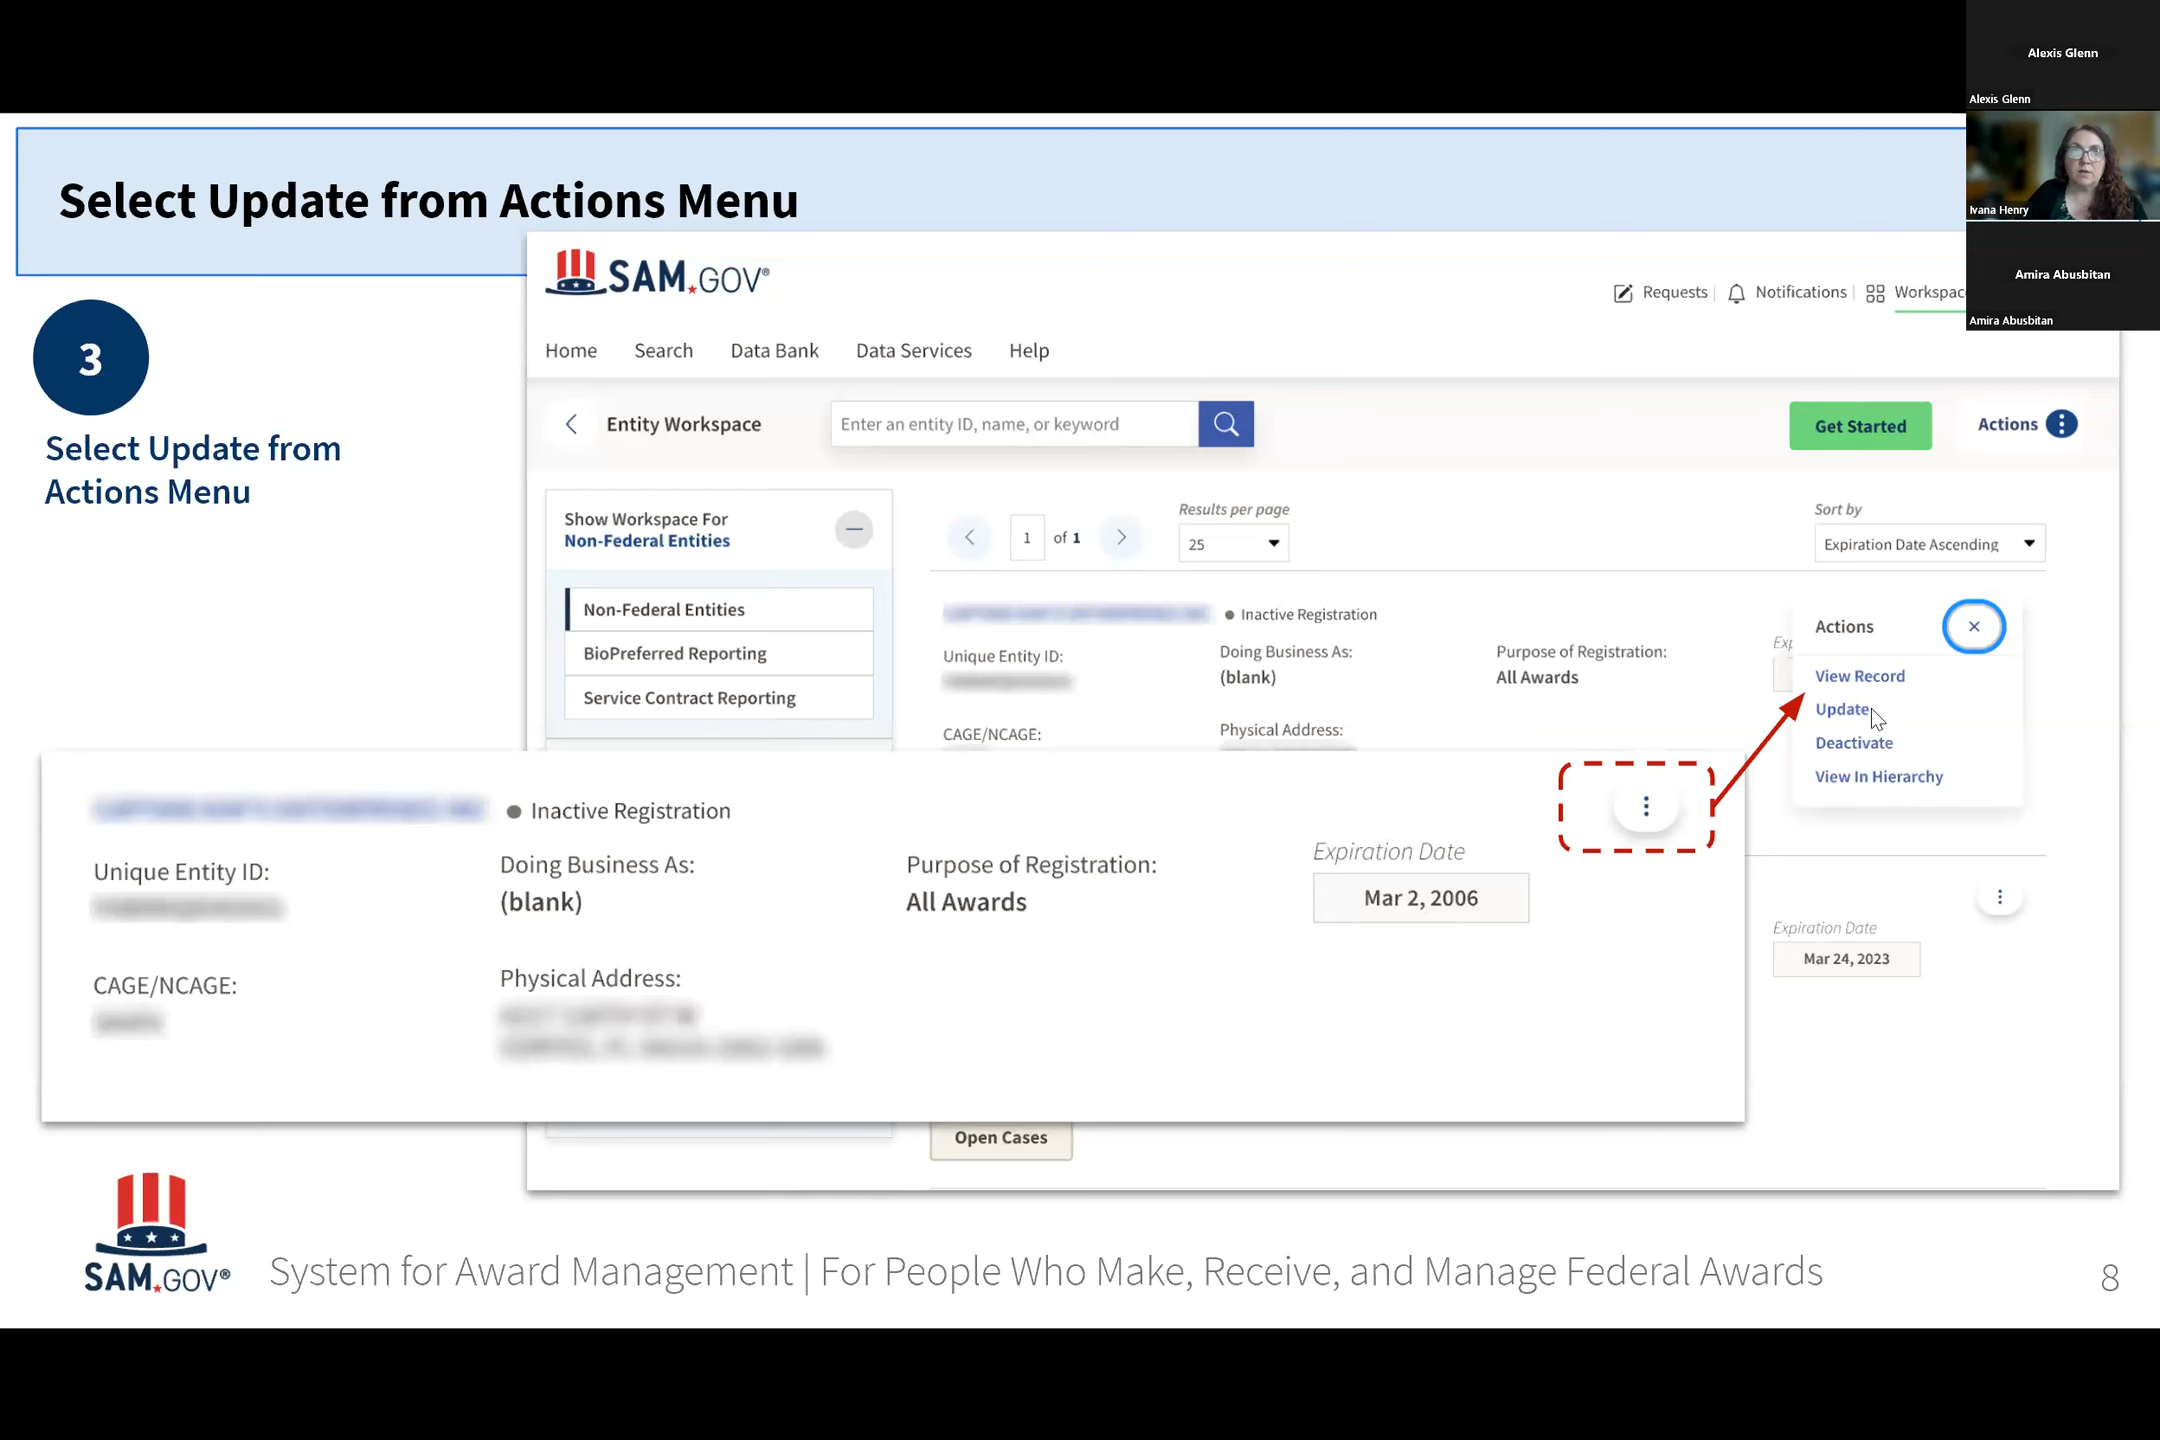 Alexis Glenn
Alexis Glenn
Ivana Henry
Amira Abusbitan
Amira Abusbitan
Select Update from Actions Menu
3
Select Update from
Actions Menu
SAM.GOV®
Requests
Notifications
Home
Search
Data Bank
Data Services
Help
Entity Workspace
Enter an entity ID, name, or keyword
Get Started
Actions
Show Workspace For
Non-Federal Entities
Non-Federal Entities
BioPreferred Reporting
Service Contract Reporting
1 of 1
Results per page
25
Sort by
Expiration Date Ascending
Inactive Registration
Unique Entity ID:
Doing Business As:
(blank)
Purpose of Registration:
All Awards
CAGE/NCAGE:
Physical Address:
Actions
View Record
Update
Deactivate
View In Hierarchy
Inactive Registration
Unique Entity ID:
Doing Business As:
(blank)
Purpose of Registration:
All Awards
Expiration Date
Mar 2, 2006
CAGE/NCAGE:
Physical Address:
Expiration Date
Mar 24, 2023
Open Cases
SAM.GOV®
System for Award Management | For People Who Make, Receive, and Manage Federal Awards
8